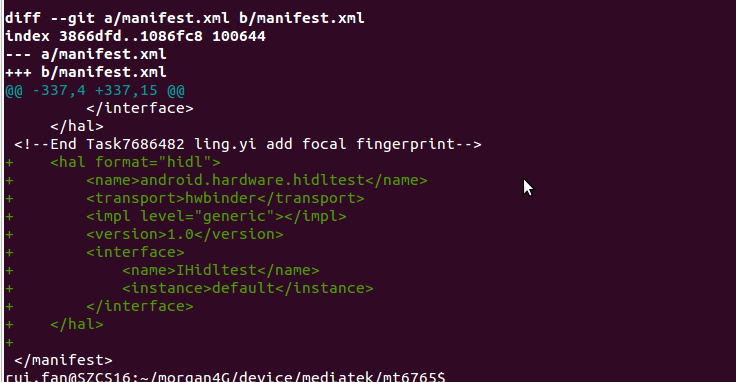 diff --git a/manifest.xml b/manifest.xml
index 3866dfd..1086fc8 100644
--- a/manifest.xml
+++ b/manifest.xml
@@ -337,4 +337,15 @@
         </interface>
     </hal>
 <!--End Task7686482 ling.yi add focal fingerprint-->
+    <hal format="hidl">
+        <name>android.hardware.hidltest</name>
+        <transport>hwbinder</transport>
+        <impl level="generic"></impl>
+        <version>1.0</version>
+        <interface>
+            <name>IHidltest</name>
+            <instance>default</instance>
+        </interface>
+    </hal>
+
 </manifest>
rui.fan@SZCS16:~/morgan4G/device/mediatek/mt6765$